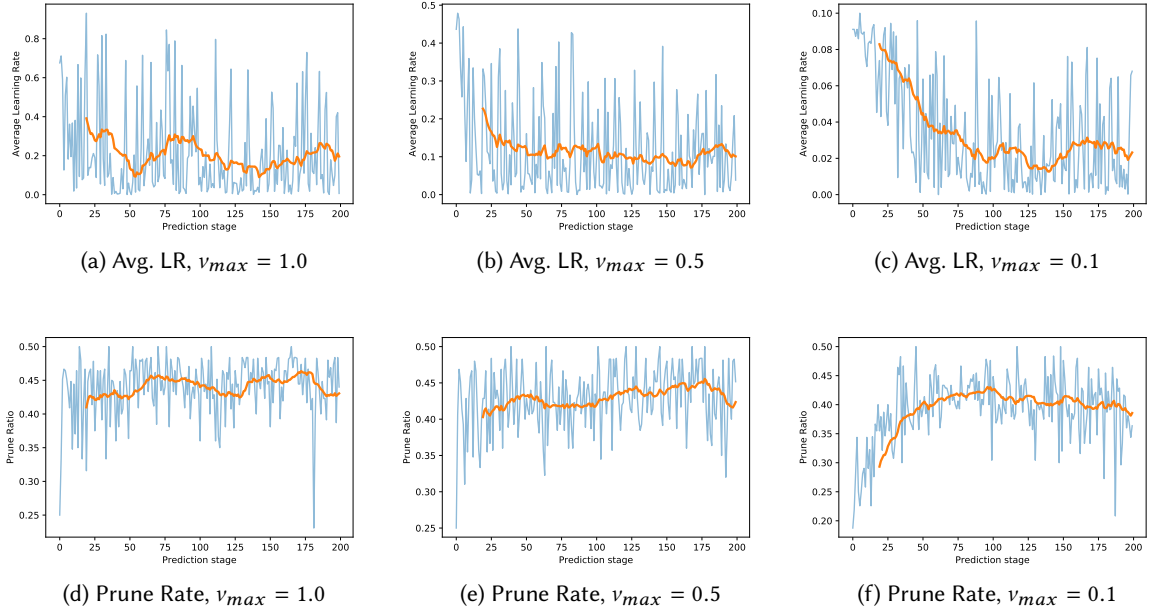 Average Learning Rate
0.8
0.6
0.4
0.2
0.0
0 25 50 75 100 125 150 175 200
Prediction stage
(a) Avg. LR, νmax = 1.0
Average Learning Rate
0.5
0.4
0.3
0.2
0.1
0.0
0 25 50 75 100 125 150 175 200
Prediction stage
(b) Avg. LR, νmax = 0.5
Average Learning Rate
0.10
0.08
0.06
0.04
0.02
0.00
0 25 50 75 100 125 150 175 200
Prediction stage
(c) Avg. LR, νmax = 0.1
Prune Ratio
0.50
0.45
0.40
0.35
0.30
0.25
0 25 50 75 100 125 150 175 200
Prediction stage
(d) Prune Rate, νmax = 1.0
Prune Ratio
0.50
0.45
0.40
0.35
0.30
0.25
0 25 50 75 100 125 150 175 200
Prediction stage
(e) Prune Rate, νmax = 0.5
Prune Ratio
0.50
0.45
0.40
0.35
0.30
0.25
0.20
0 25 50 75 100 125 150 175 200
Prediction stage
(f) Prune Rate, νmax = 0.1